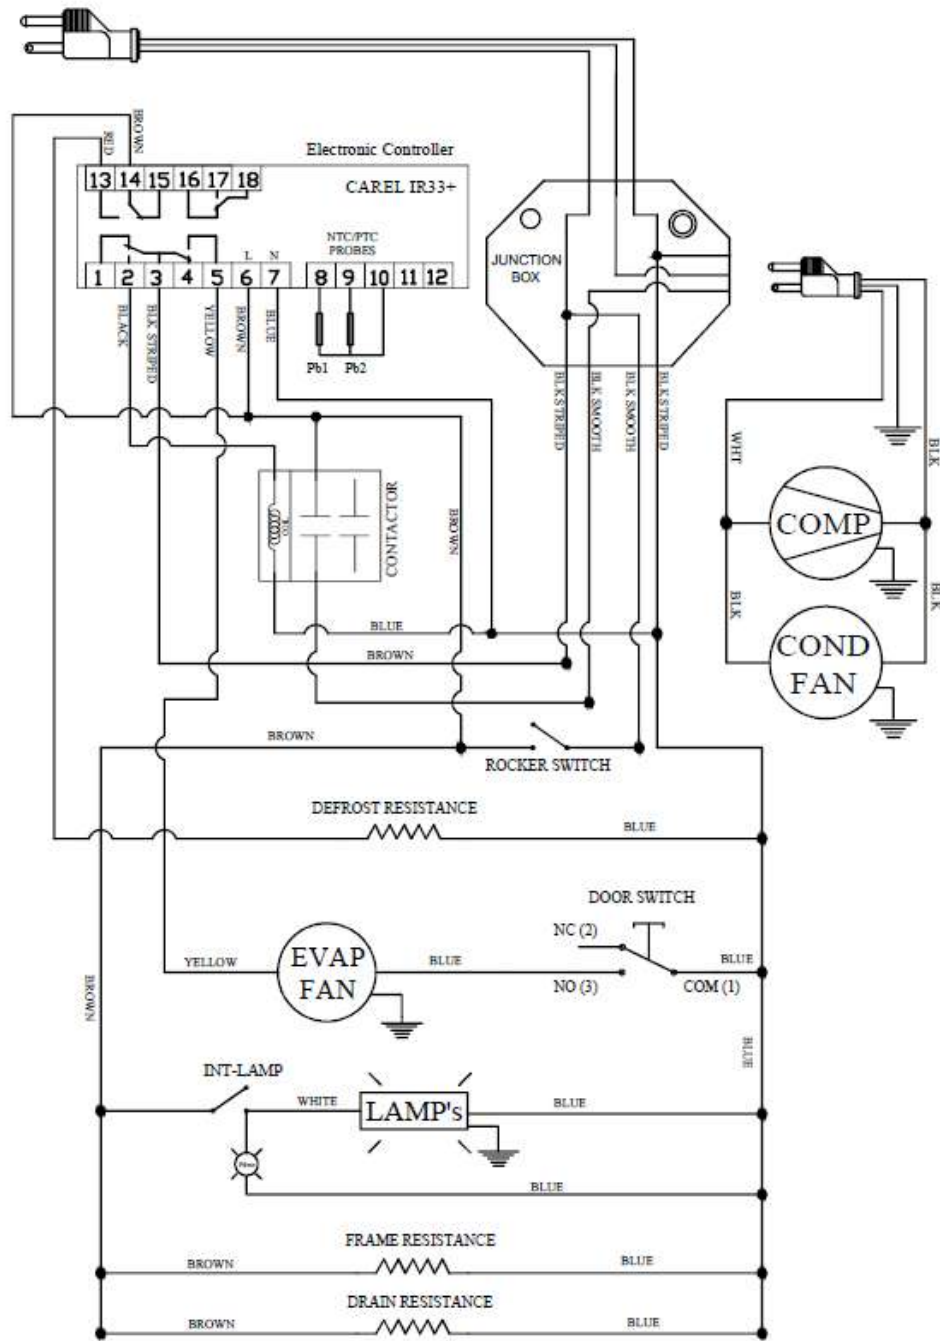 BROWN
RED
Electronic Controller
CAREL IR33+
13 14 15 16 17 18
NTC/PTC
PROBES
L N
1 2 3 4 5 6 7 8 9 10 11 12
JUNCTION
BOX
BLACK
BLK STRIPED
YELLOW
BROWN
BLUE
Pb1 Pb2
BLK STRIPED
BLK SMOOTH
BLK SMOOTH
BLK STRIPED
WHT
BLK
CONTACTOR
BROWN
COMP
BLK
BLK
BLUE
BROWN
COND
FAN
BROWN
ROCKER SWITCH
DEFROST RESISTANCE
BLUE
DOOR SWITCH
NC (2)
EVAP
FAN
YELLOW
BLUE
BLUE
NO (3)
COM (1)
BROWN
BLUE
INT-LAMP
WHITE
LAMP's
BLUE
BLUE
FRAME RESISTANCE
BROWN
BLUE
DRAIN RESISTANCE
BROWN
BLUE